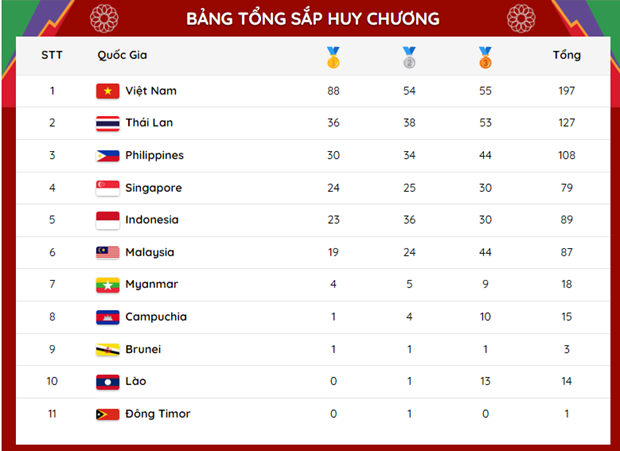 BẢNG TỔNG SẮP HUY CHƯƠNG
STT Quốc Gia 1 2 3 Tổng
1 Việt Nam 88 54 55 197
2 Thái Lan 36 38 53 127
3 Philippines 30 34 44 108
4 Singapore 24 25 30 79
5 Indonesia 23 36 30 89
6 Malaysia 19 24 44 87
7 Myanmar 4 5 9 18
8 Campuchia 1 4 10 15
9 Brunei 1 1 1 3
10 Lào 0 1 13 14
11 Đông Timor 0 1 0 1